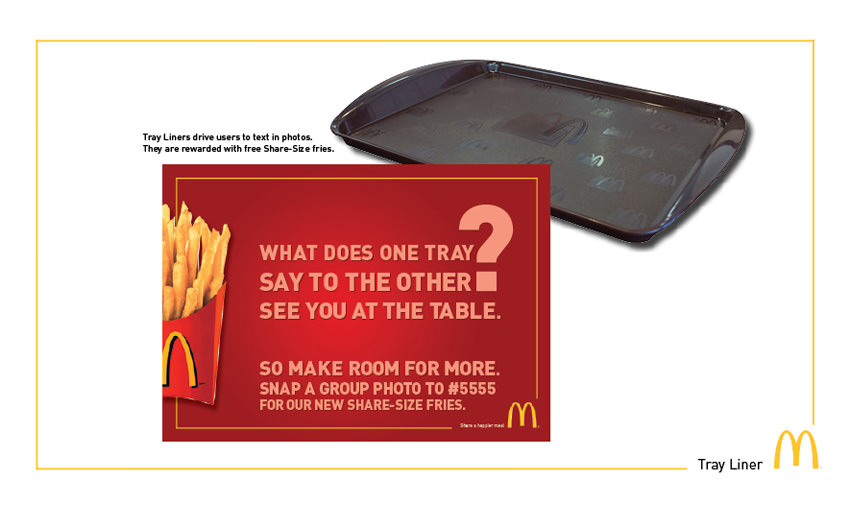 Tray Liners drive users to text in photos.
They are rewarded with free Share-Size fries.
WHAT DOES ONE TRAY
SAY TO THE OTHER?
SEE YOU AT THE TABLE.
SO MAKE ROOM FOR MORE.
SNAP A GROUP PHOTO TO #5555
FOR OUR NEW SHARE-SIZE FRIES.
Share a happier meal
Tray Liner